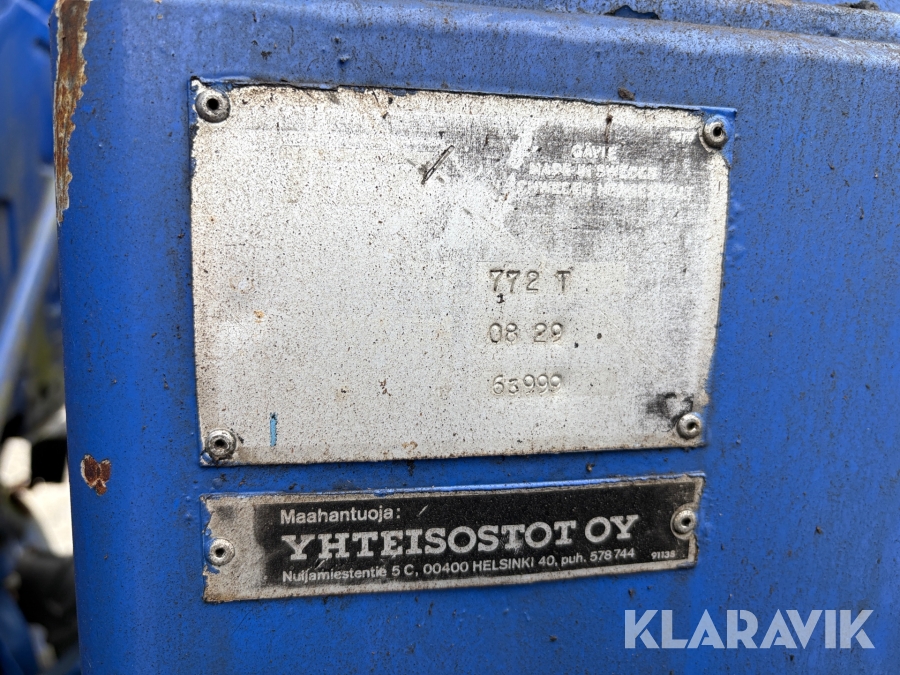 GÄVLE
MADE IN SWEDEN
772 T
08 29
63999
Maahantuoja:
YHTEISOSTOT OY
Nuijamiestentie 5 C, 00400 HELSINKI 40, puh. 578 744
91135
KLARAVIK